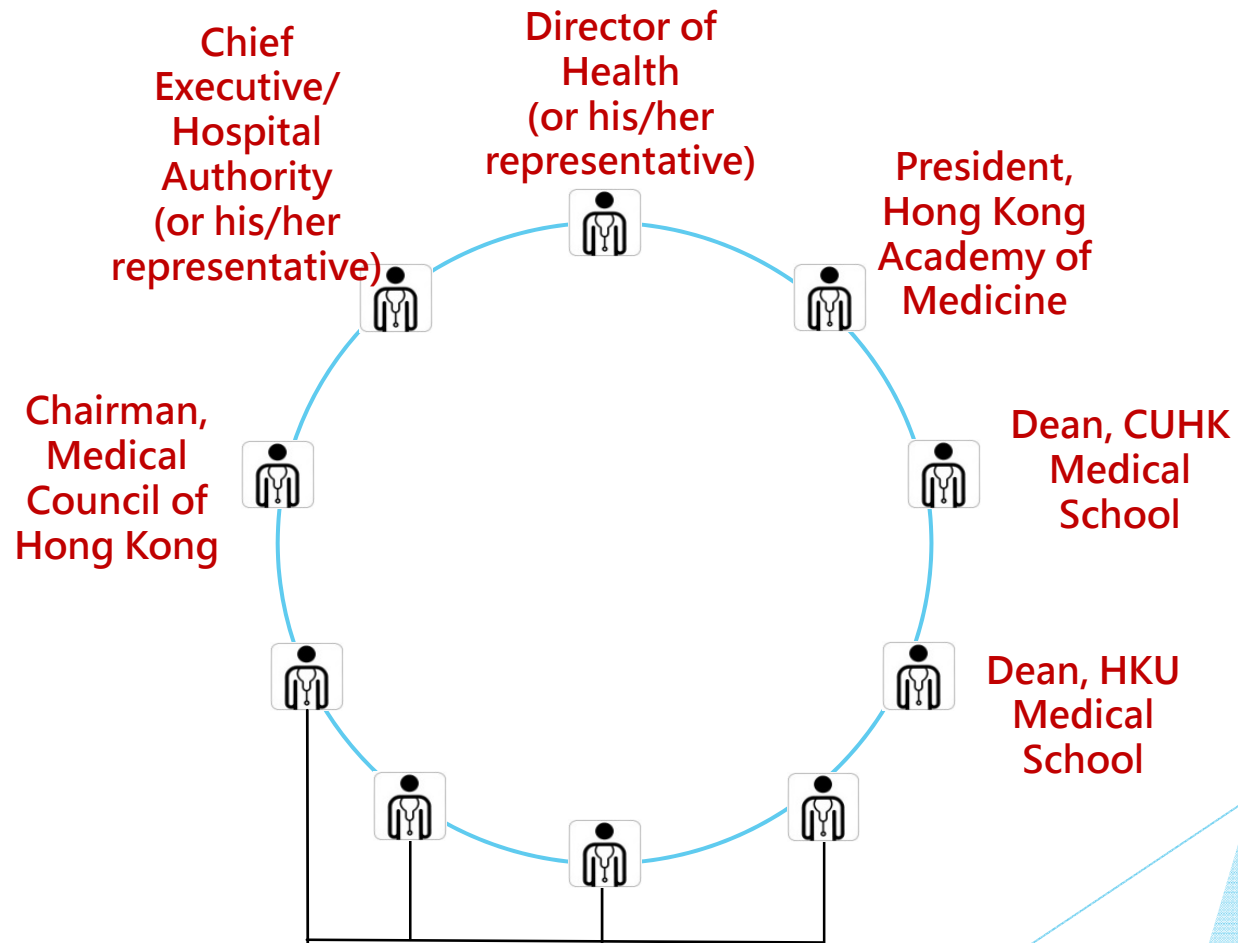 Chief
Executive/
Hospital
Authority
(or his/her
representative)
Director of
Health
(or his/her
representative)
President,
Hong Kong
Academy of
Medicine
Chairman,
Medical
Council of
Hong Kong
Dean, CUHK
Medical
School
Dean, HKU
Medical
School